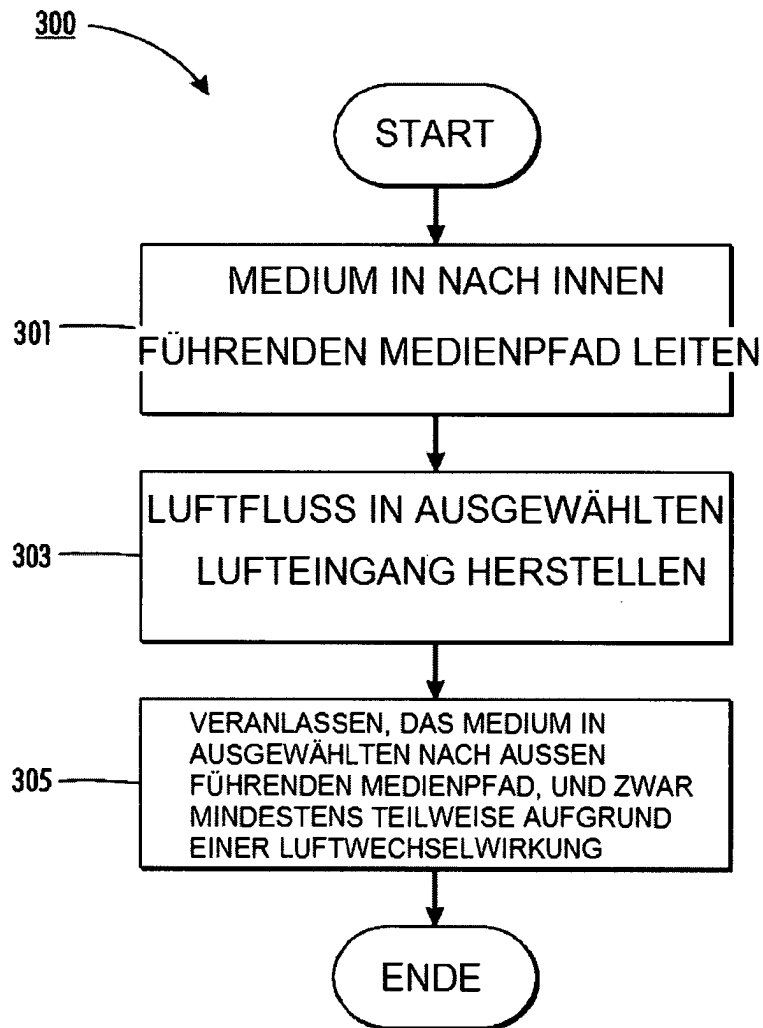 300
START
301
MEDIUM IN NACH INNEN
FÜHRENDEN MEDIENPFAD LEITEN
303
LUFTFLUSS IN AUSGEWÄHLTEN
LUFTEINGANG HERSTELLEN
305
VERANLASSEN, DAS MEDIUM IN
AUSGEWÄHLTEN NACH AUSSEN
FÜHRENDEN MEDIENPFAD, UND ZWAR
MINDESTENS TEILWEISE AUFGRUND
EINER LUFTWECHSELWIRKUNG
ENDE